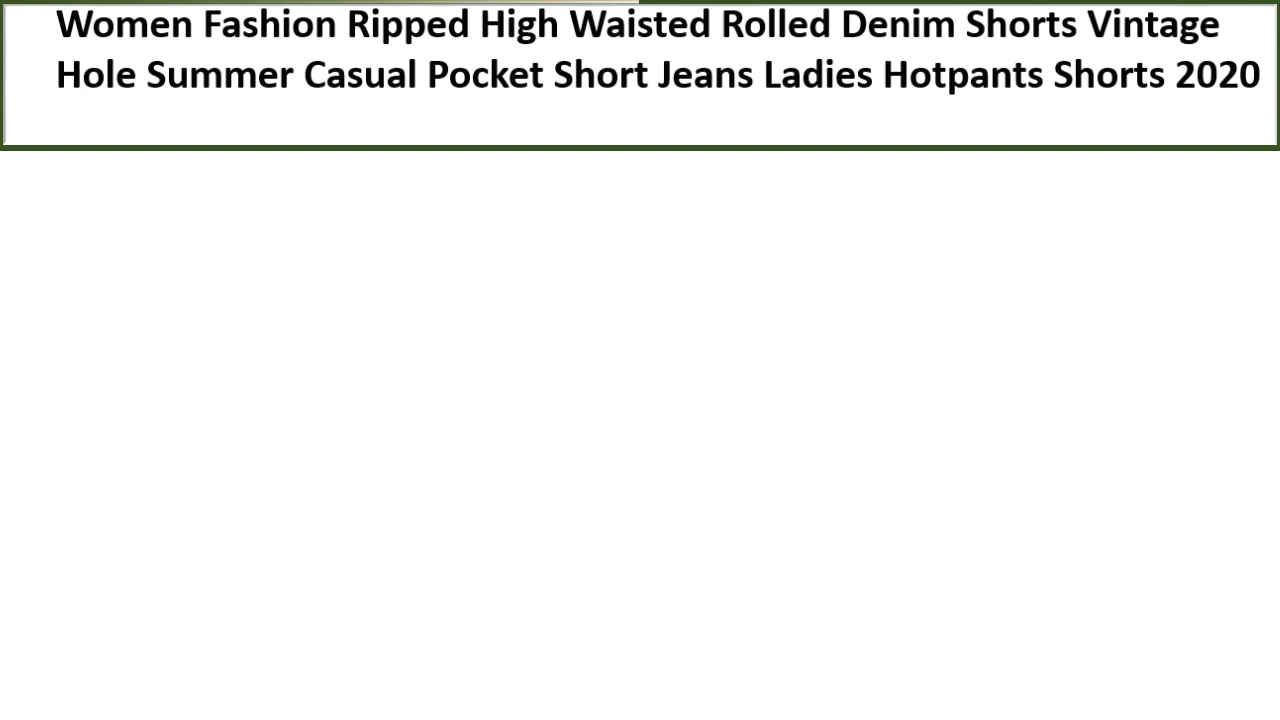 Women Fashion Ripped High Waisted Rolled Denim Shorts Vintage
Hole Summer Casual Pocket Short Jeans Ladies Hotpants Shorts 2020